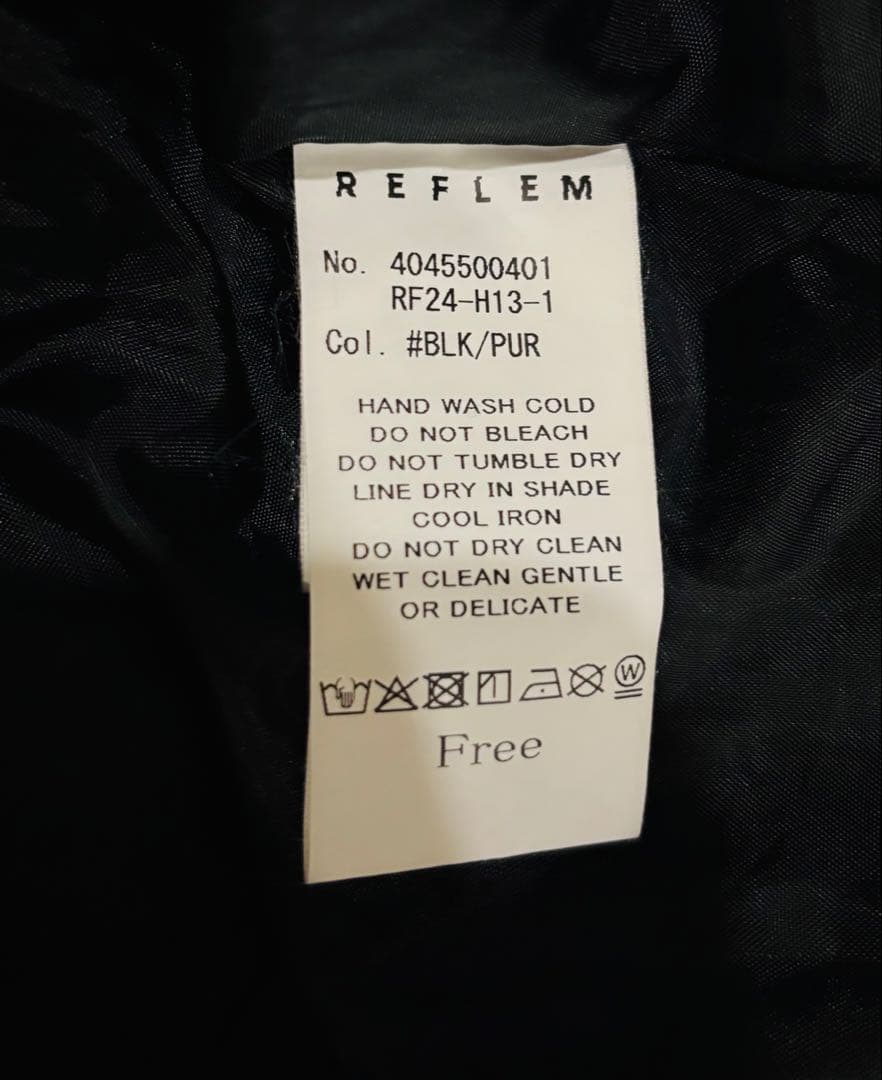 REFLEM
No. 4045500401
RF24-H13-1
Col. #BLK/PUR
HAND WASH COLD
DO NOT BLEACH
DO NOT TUMBLE DRY
LINE DRY IN SHADE
COOL IRON
DO NOT DRY CLEAN
WET CLEAN GENTLE
OR DELICATE
W
Free